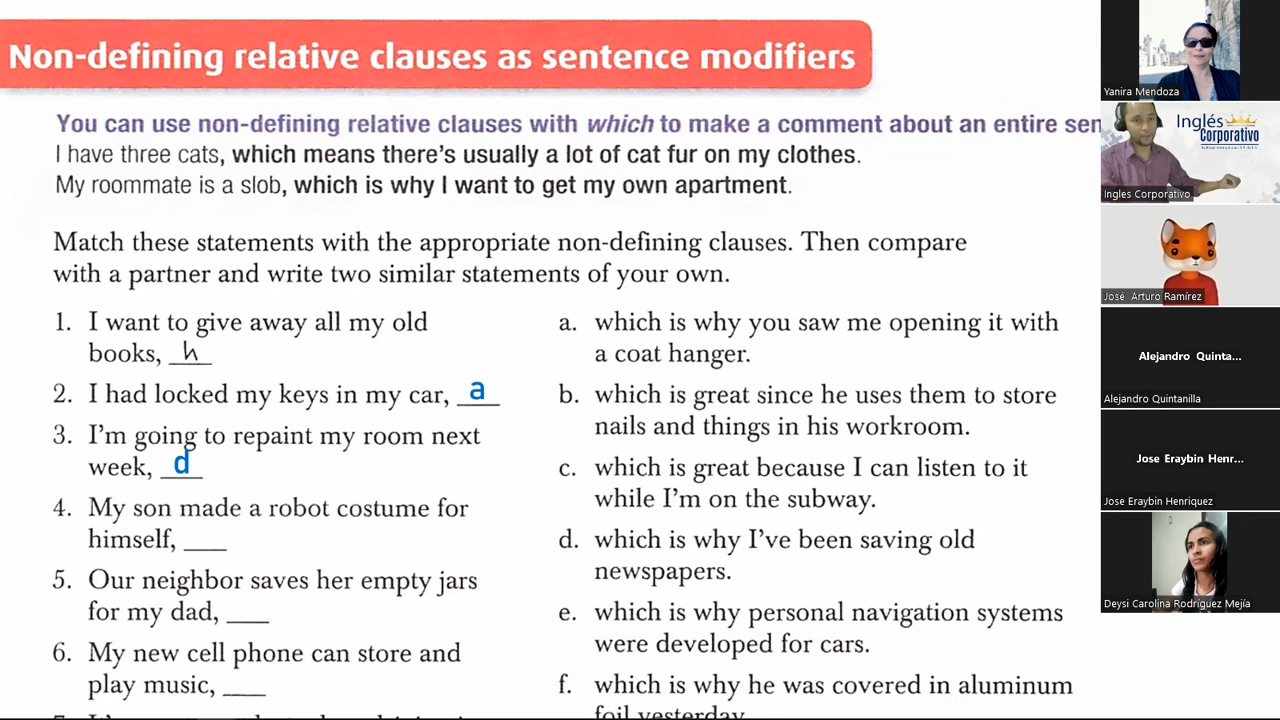 Non-defining relative clauses as sentence modifiers
You can use non-defining relative clauses with which to make a comment about an entire sen
I have three cats, which means there's usually a lot of cat fur on my clothes.
My roommate is a slob, which is why I want to get my own apartment.
Match these statements with the appropriate non-defining clauses. Then compare
with a partner and write two similar statements of your own.
1. I want to give away all my old
books, h
2. I had locked my keys in my car, a
3. I'm going to repaint my room next
week, d
4. My son made a robot costume for
himself, ___
5. Our neighbor saves her empty jars
for my dad, ___
6. My new cell phone can store and
play music, ___
a. which is why you saw me opening it with
a coat hanger.
b. which is great since he uses them to store
nails and things in his workroom.
c. which is great because I can listen to it
while I'm on the subway.
d. which is why I've been saving old
newspapers.
e. which is why personal navigation systems
were developed for cars.
f. which is why he was covered in aluminum
foil yesterday.
Yanira Mendoza
Inglés
Corporativo
Ingles Corporativo
José Arturo Ramírez
Alejandro Quinta...
Alejandro Quintanilla
Jose Eraybin Henr...
Jose Eraybin Henriquez
Deysi Carolina Rodríguez Mejía